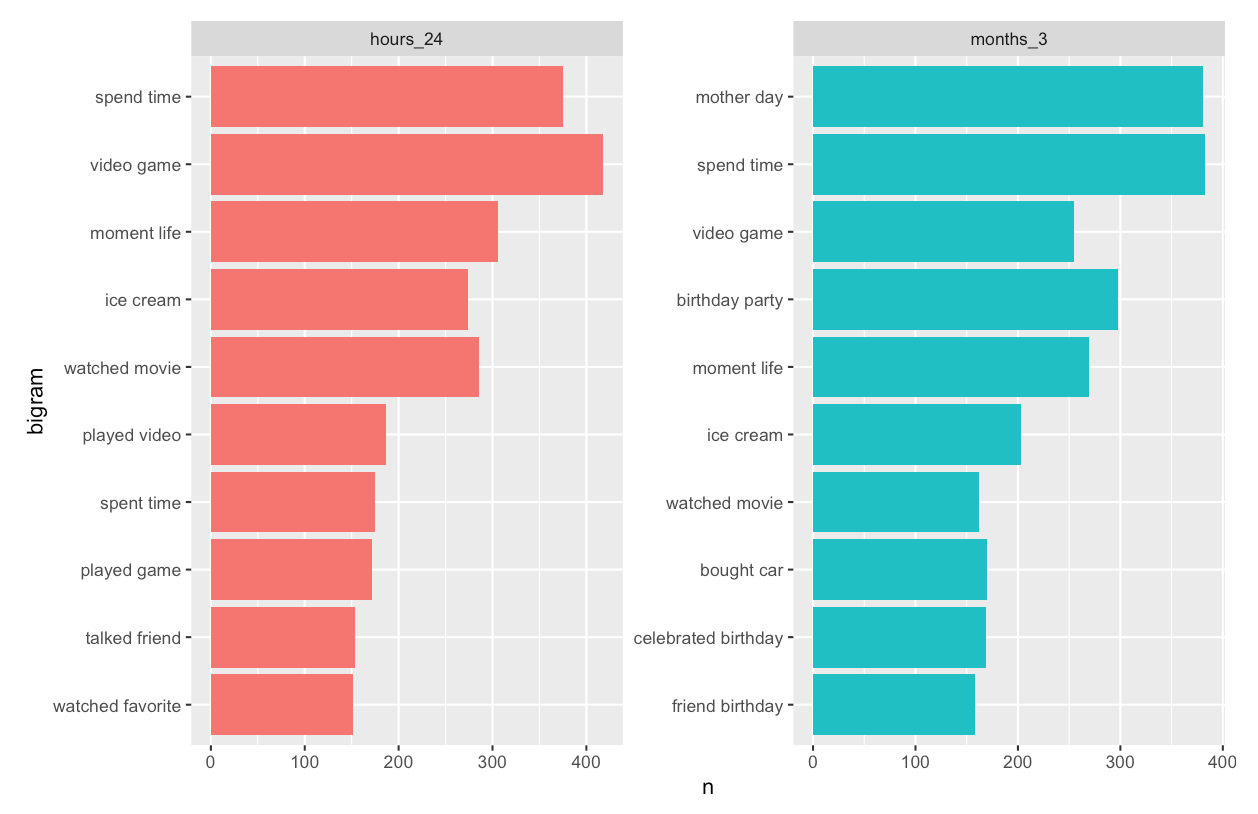 hours_24
months_3
bigram
spend time
video game
moment life
ice cream
watched movie
played video
spent time
played game
talked friend
watched favorite
0 100 200 300 400
mother day
spend time
video game
birthday party
moment life
ice cream
watched movie
bought car
celebrated birthday
friend birthday
0 100 200 300 400
n